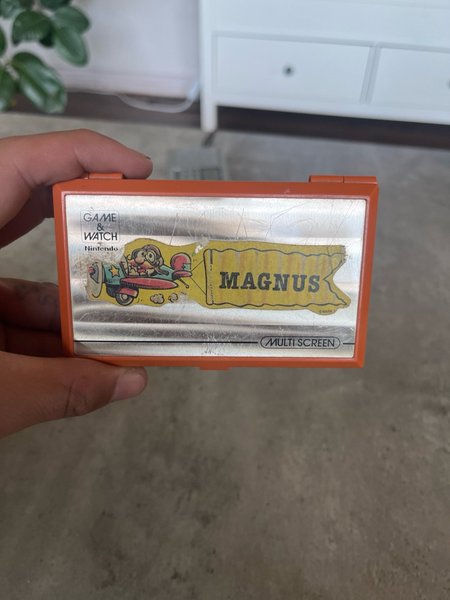 GAME
&
WATCH
Nintendo
MAGNUS
MULTI SCREEN